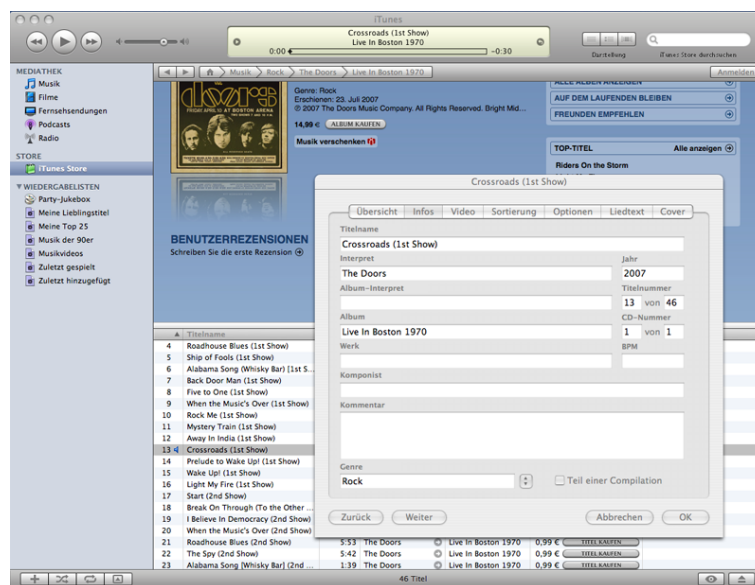 iTunes
Crossroads (1st Show)
Live In Boston 1970
0:00
-0:30
Darstellung
iTunes Store durchsuchen
MEDIATHEK
Musik
Filme
Fernsehsendungen
Podcasts
Radio
STORE
iTunes Store
WIEDERGABELISTEN
Party-Jukebox
Meine Lieblingstitel
Meine Top 25
Musik der 90er
Musikvideos
Zuletzt gespielt
Zuletzt hinzugefügt
Musik Rock The Doors Live In Boston 1970
Anmelden
DOORS
Genre: Rock
Erschienen: 23. Juli 2007
℗ 2007 The Doors Music Company. All Rights Reserved. Bright Mid...
14,99 € ALBUM KAUFEN
Musik verschenken
ALLE ALBEN ANZEIGEN
AUF DEM LAUFENDEN BLEIBEN
FREUNDEN EMPFEHLEN
TOP-TITEL Alle anzeigen
Riders On the Storm
BENUTZERREZENSIONEN
Schreiben Sie die erste Rezension
Crossroads (1st Show)
Übersicht Infos Video Sortierung Optionen Liedtext Cover
Titelname
Crossroads (1st Show)
Interpret Jahr
The Doors 2007
Album-Interpret Titelnummer
13 von 46
Album CD-Nummer
Live In Boston 1970 1 von 1
Werk BPM
Komponist
Kommentar
Genre
Rock Teil einer Compilation
Zurück Weiter Abbrechen OK
Titelname
4 Roadhouse Blues (1st Show)
5 Ship of Fools (1st Show)
6 Alabama Song (Whisky Bar) [1st S...
7 Back Door Man (1st Show)
8 Five to One (1st Show)
9 When the Music's Over (1st Show)
10 Rock Me (1st Show)
11 Mystery Train (1st Show)
12 Away In India (1st Show)
13 Crossroads (1st Show)
14 Prelude to Wake Up! (1st Show)
15 Wake Up! (1st Show)
16 Light My Fire (1st Show)
17 Start (2nd Show)
18 Break On Through (To the Other ...
19 I Believe In Democracy (2nd Show)
20 When the Music's Over (2nd Show)
21 Roadhouse Blues (2nd Show) 5:53 The Doors Live In Boston 1970 0,99 € TITEL KAUFEN
22 The Spy (2nd Show) 5:42 The Doors Live In Boston 1970 0,99 € TITEL KAUFEN
23 Alabama Song [Whisky Bar] (2nd ... 1:39 The Doors Live In Boston 1970 0,99 € TITEL KAUFEN
46 Titel